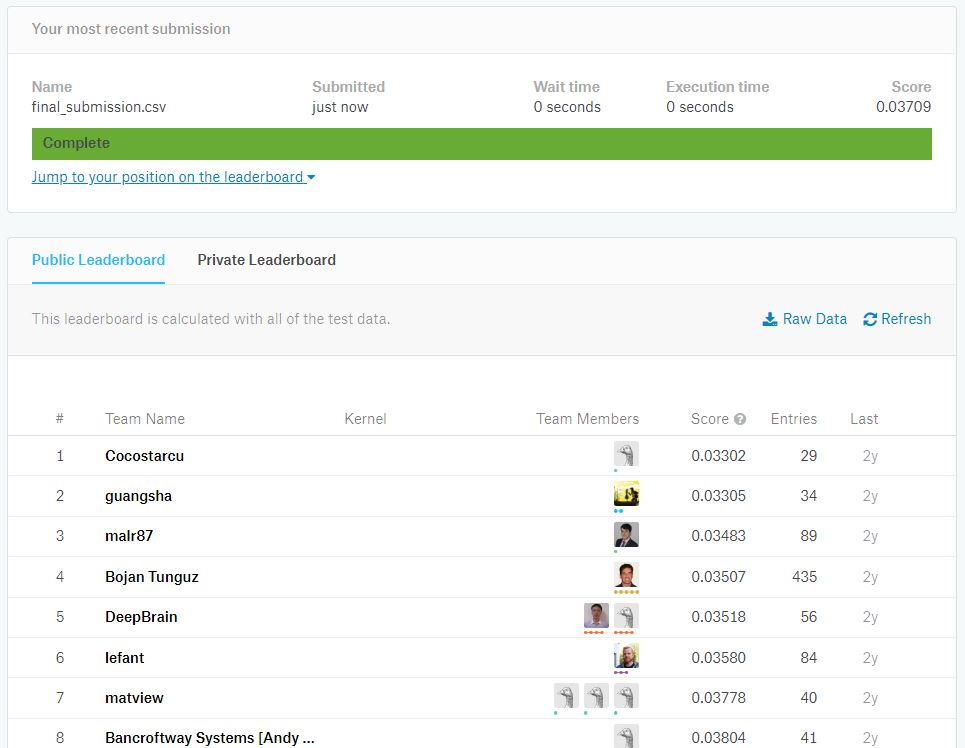 Your most recent submission
Name Submitted Wait time Execution time Score
final_submission.csv just now 0 seconds 0 seconds 0.03709
Complete
Jump to your position on the leaderboard
Public Leaderboard Private Leaderboard
This leaderboard is calculated with all of the test data. Raw Data Refresh
# Team Name Kernel Team Members Score ? Entries Last
1 Cocostarcu 0.03302 29 2y
2 guangsha 0.03305 34 2y
3 malr87 0.03483 89 2y
4 Bojan Tunguz 0.03507 435 2y
5 DeepBrain 0.03518 56 2y
6 lefant 0.03580 84 2y
7 matview 0.03778 40 2y
8 Bancroftway Systems [Andy ... 0.03804 41 2y